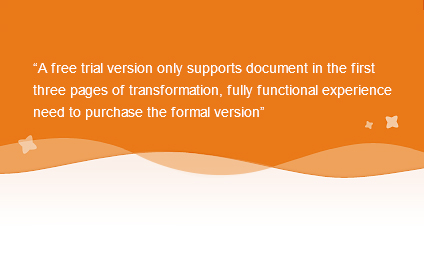 “A free trial version only supports document in the first
three pages of transformation, fully functional experience
need to purchase the formal version”